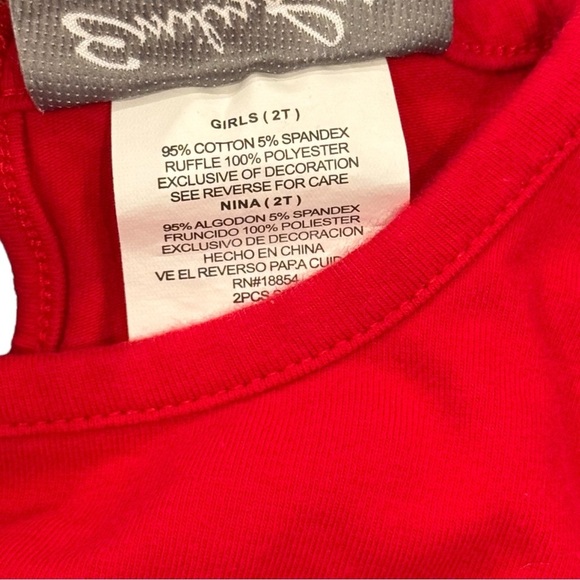 GIRLS ( 2T )
95% COTTON 5% SPANDEX
RUFFLE 100% POLYESTER
EXCLUSIVE OF DECORATION
SEE REVERSE FOR CARE
NINA ( 2T )
95% ALGODON 5% SPANDEX
FRUNCIDO 100% POLIESTER
EXCLUSIVO DE DECORACION
HECHO EN CHINA
VE EL REVERSO PAPA CUID
RN#18854
2PCS